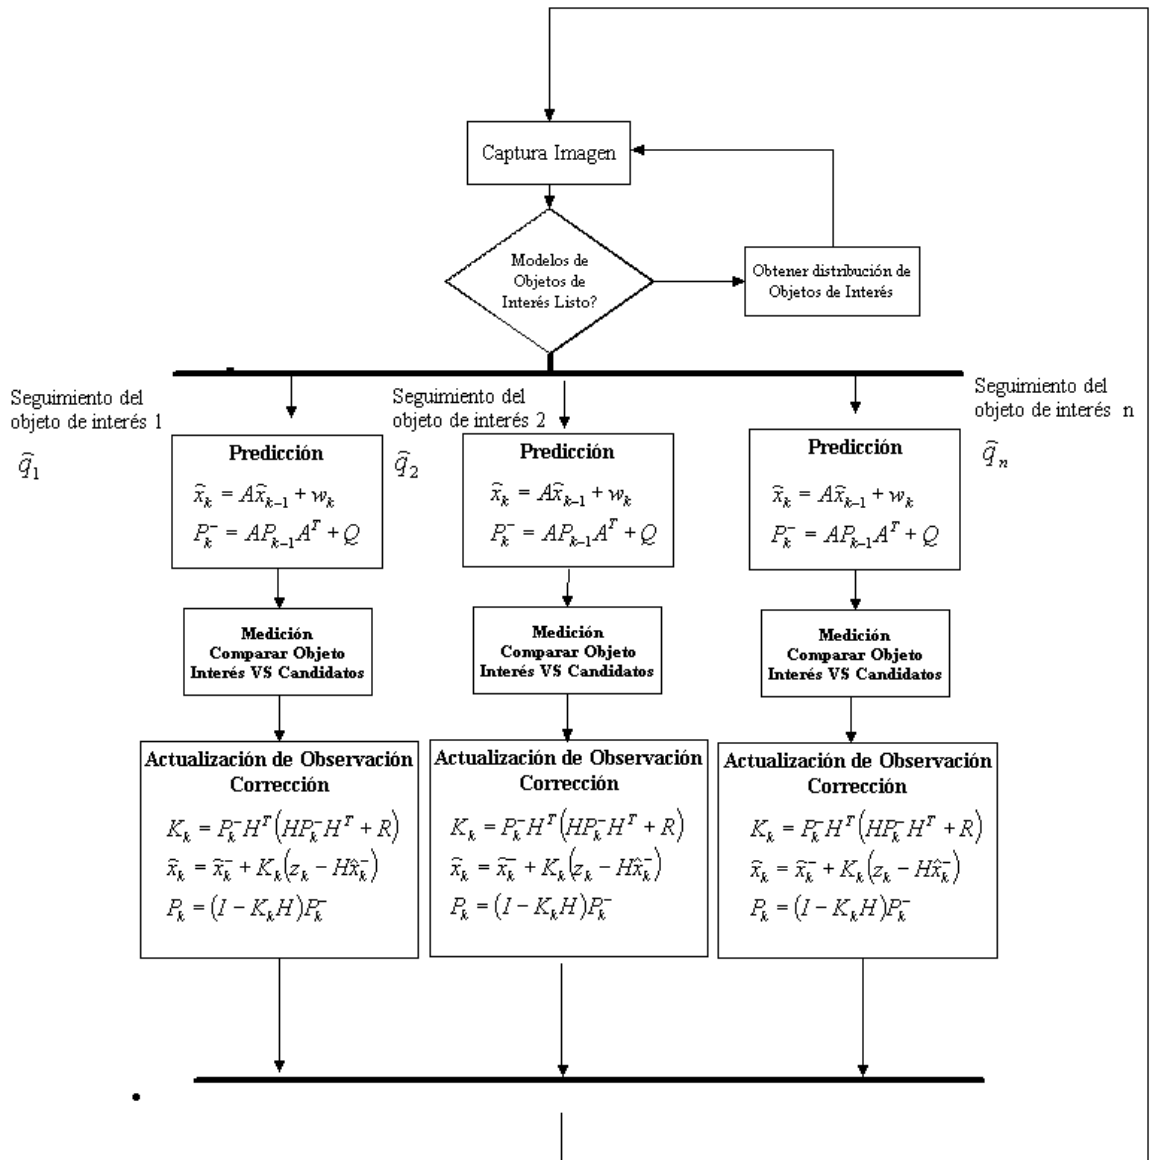 Captura Imagen
Modelos de
Objetos de
Interés Listo?
Obtener distribución de
Objetos de Interés
Seguimiento del
objeto de interés 1
q̂₁
Predicción
x̂ₖ = Ax̂ₖ₋₁ + wₖ
Pₖ⁻ = APₖ₋₁Aᵀ + Q
Medición
Comparar Objeto
Interés VS Candidatos
Actualización de Observación
Corrección
Kₖ = Pₖ⁻Hᵀ(HPₖ⁻Hᵀ + R)
x̂ₖ = x̂ₖ⁻ + Kₖ(zₖ − Hx̂ₖ⁻)
Pₖ = (I − KₖH)Pₖ⁻
Seguimiento del
objeto de interés 2
q̂₂
Predicción
x̂ₖ = Ax̂ₖ₋₁ + wₖ
Pₖ⁻ = APₖ₋₁Aᵀ + Q
Medición
Comparar Objeto
Interés VS Candidatos
Actualización de Observación
Corrección
Kₖ = Pₖ⁻Hᵀ(HPₖ⁻Hᵀ + R)
x̂ₖ = x̂ₖ⁻ + Kₖ(zₖ − Hx̂ₖ⁻)
Pₖ = (I − KₖH)Pₖ⁻
Seguimiento del
objeto de interés n
q̂ₙ
Predicción
x̂ₖ = Ax̂ₖ₋₁ + wₖ
Pₖ⁻ = APₖ₋₁Aᵀ + Q
Medición
Comparar Objeto
Interés VS Candidatos
Actualización de Observación
Corrección
Kₖ = Pₖ⁻Hᵀ(HPₖ⁻Hᵀ + R)
x̂ₖ = x̂ₖ⁻ + Kₖ(zₖ − Hx̂ₖ⁻)
Pₖ = (I − KₖH)Pₖ⁻